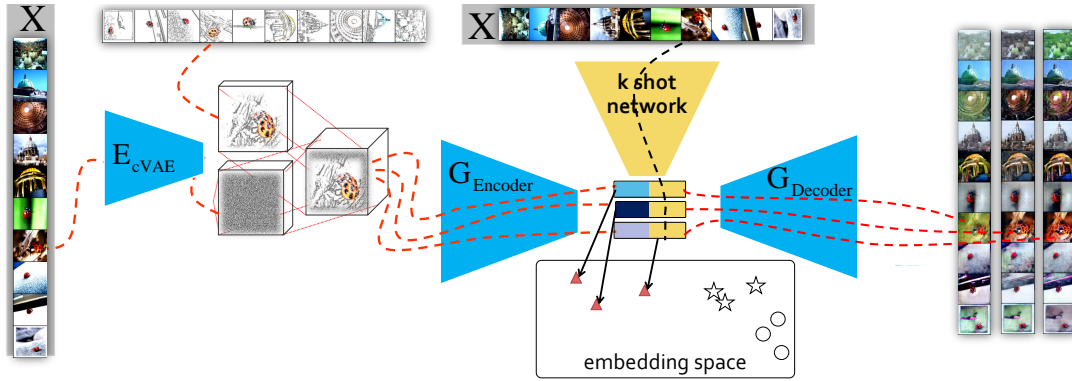 X
X
k shot
network
E_cVAE
G_Encoder
G_Decoder
embedding space